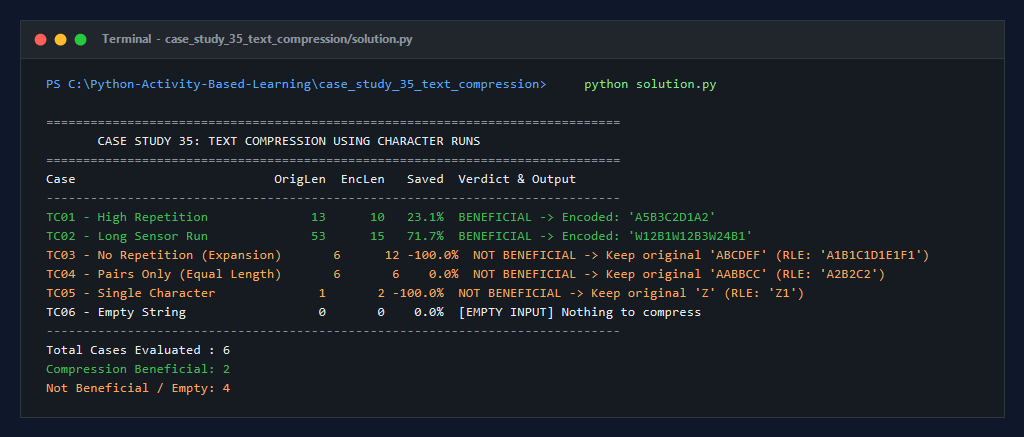 Terminal - case_study_35_text_compression/solution.py
PS C:\Python-Activity-Based-Learning\case_study_35_text_compression>     python solution.py
==============================================================================
       CASE STUDY 35: TEXT COMPRESSION USING CHARACTER RUNS
==============================================================================
Case                           OrigLen  EncLen   Saved  Verdict & Output
------------------------------------------------------------------------------
TC01 - High Repetition              13      10   23.1%  BENEFICIAL -> Encoded: 'A5B3C2D1A2'
TC02 - Long Sensor Run              53      15   71.7%  BENEFICIAL -> Encoded: 'W12B1W12B3W24B1'
TC03 - No Repetition (Expansion)       6      12 -100.0%  NOT BENEFICIAL -> Keep original 'ABCDEF' (RLE: 'A1B1C1D1E1F1')
TC04 - Pairs Only (Equal Length)       6       6    0.0%  NOT BENEFICIAL -> Keep original 'AABBCC' (RLE: 'A2B2C2')
TC05 - Single Character              1       2 -100.0%  NOT BENEFICIAL -> Keep original 'Z' (RLE: 'Z1')
TC06 - Empty String                  0       0    0.0%  [EMPTY INPUT] Nothing to compress
------------------------------------------------------------------------------
Total Cases Evaluated : 6
Compression Beneficial: 2
Not Beneficial / Empty: 4